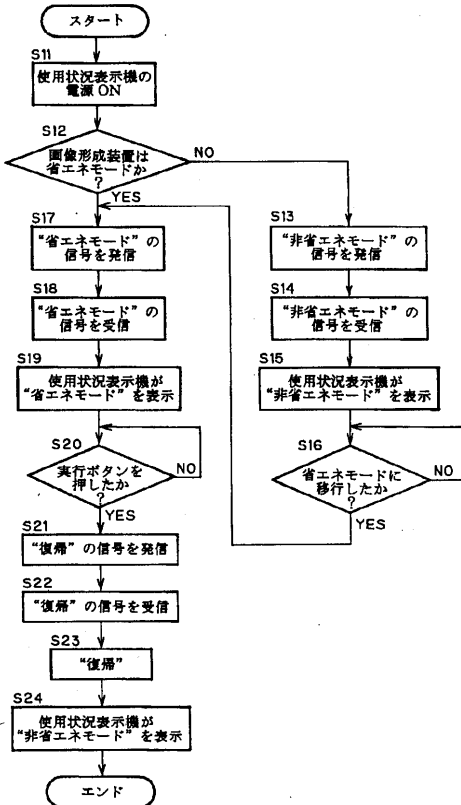 スタート
S11
使用状況表示機の
電源ON
S12
画像形成装置は
省エネモードか
?
NO
YES
S17
“省エネモード”の
信号を発信
S18
“省エネモード”の
信号を受信
S19
使用状況表示機が
“省エネモード”を表示
S20
実行ボタンを
押したか
?
NO
YES
S21
“復帰”の信号を発信
S22
“復帰”の信号を受信
S23
“復帰”
S24
使用状況表示機が
“非省エネモード”を表示
エンド
S13
“非省エネモード”の
信号を発信
S14
“非省エネモード”の
信号を受信
S15
使用状況表示機が
“非省エネモード”を表示
S16
省エネモードに
移行したか
?
NO
YES